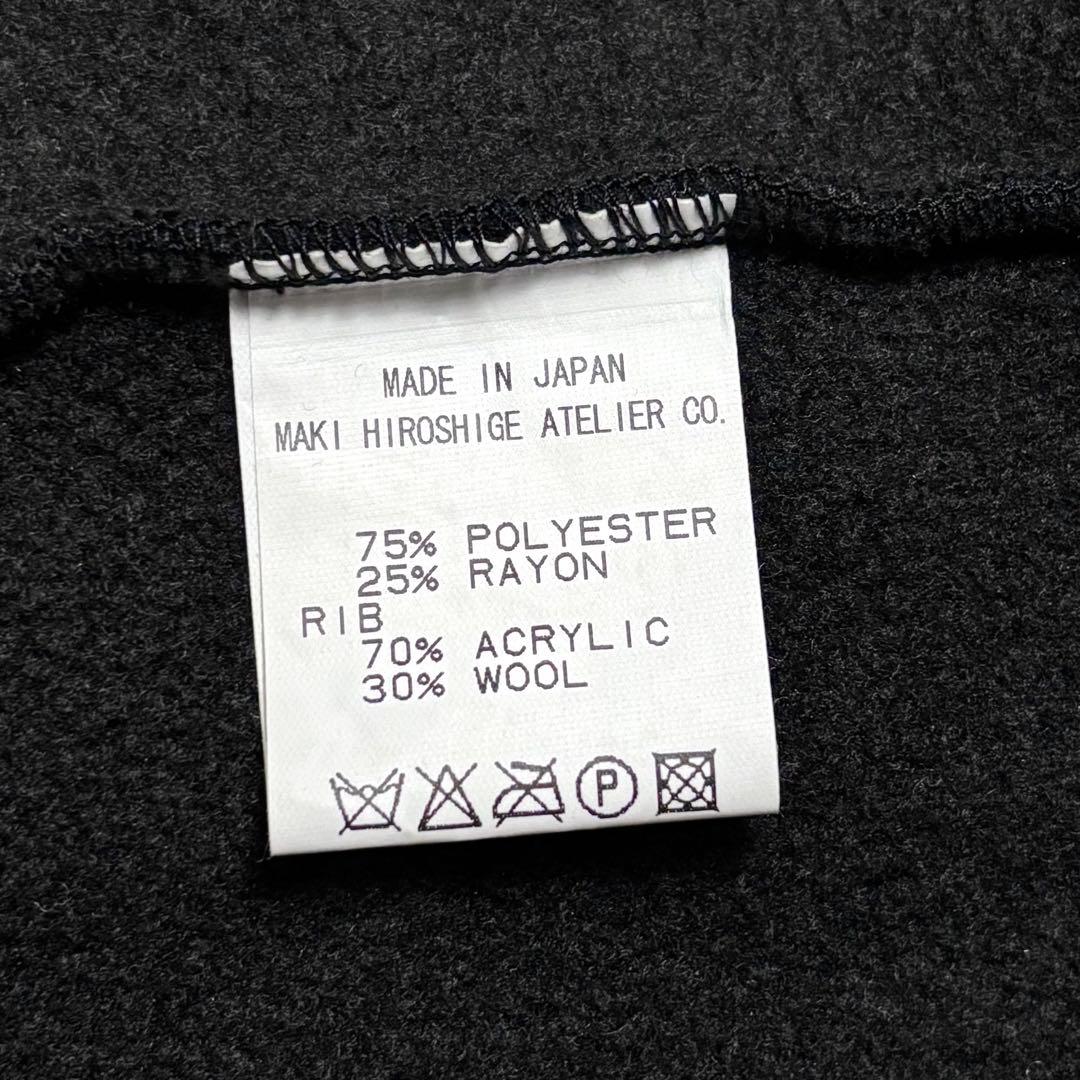 MADE IN JAPAN
MAKI HIROSHIGE ATELIER CO.
75% POLYESTER
25% RAYON
RIB
70% ACRYLIC
30% WOOL
P